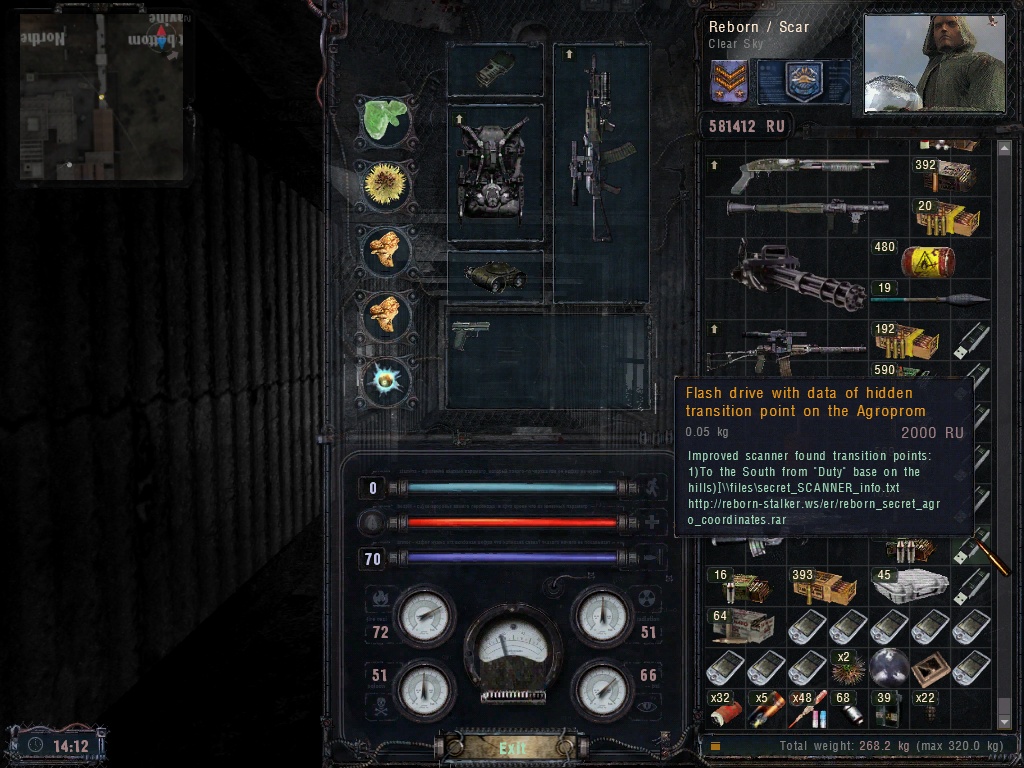 Reborn / Scar
Clear Sky
581412 RU
392
20
480
19
192
590
Flash drive with data of hidden
transition point on the Agroprom
0.05 kg
2000 RU
Improved scanner found transition points:
1)To the South from "Duty" base on the
hills)]\\files\secret_SCANNER_info.txt
http://reborn-stalker.ws/er/reborn_secret_agr
o_coordinates.rar
0
70
72
51
51
66
16
393
45
64
x2
x32
x5
x48
68
39
x22
14:12
Exit
Total weight: 268.2 kg (max 320.0 kg)